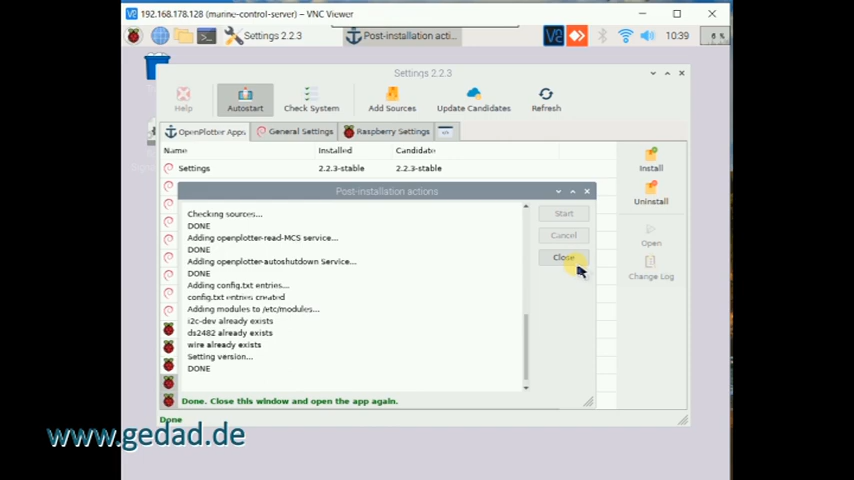 192.168.178.128 (marine-control-server) – VNC Viewer
Settings 2.2.3
Post-installation acti...
10:39
6 %
Settings 2.2.3
Help
Autostart
Check System
Add Sources
Update Candidates
Refresh
OpenPlotter Apps
General Settings
Raspberry Settings
Name
Installed
Candidate
Settings
2.2.3-stable
2.2.3-stable
Install
Uninstall
Open
Change Log
Post-installation actions
Checking sources...
DONE
Adding openplotter-read-MCS service...
DONE
Adding openplotter-autoshutdown Service...
DONE
Adding config.txt entries...
config.txt entries created
Adding modules to /etc/modules...
i2c-dev already exists
ds2482 already exists
wire already exists
Setting version...
DONE
Start
Cancel
Close
Done. Close this window and open the app again.
Done
www.gedad.de